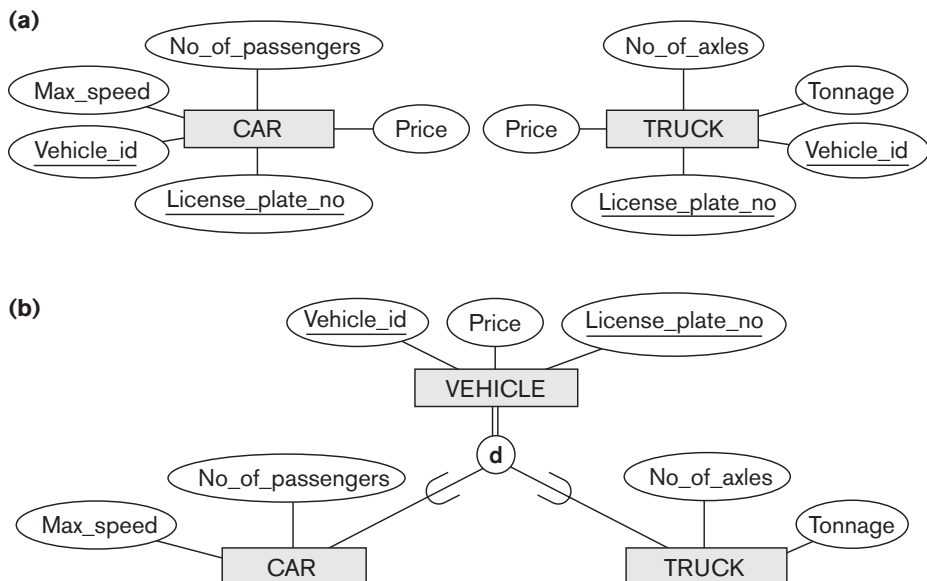 (a)
No_of_passengers
No_of_axles
Max_speed
Tonnage
CAR
Price
Price
TRUCK
Vehicle_id
Vehicle_id
License_plate_no
License_plate_no
(b)
Vehicle_id
Price
License_plate_no
VEHICLE
d
No_of_passengers
No_of_axles
Max_speed
Tonnage
CAR
TRUCK